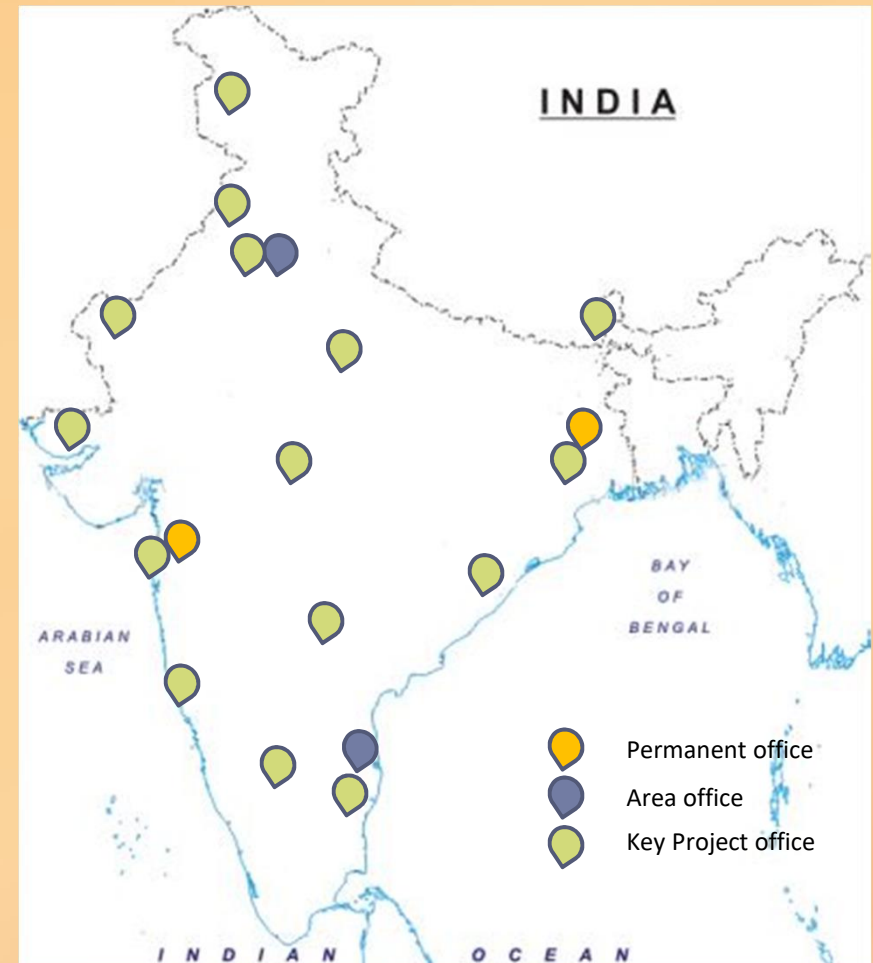 INDIA
BAY
OF
BENGAL
ARABIAN
SEA
Permanent office
Area office
Key Project office
INDIAN OCEAN